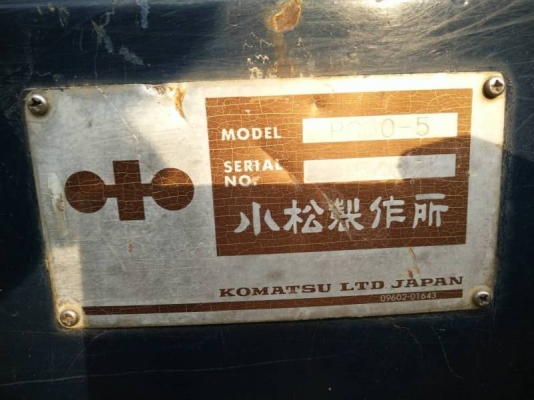 MODEL
SERIAL
NO.
小松製作所
KOMATSU LTD JAPAN
09602-01643